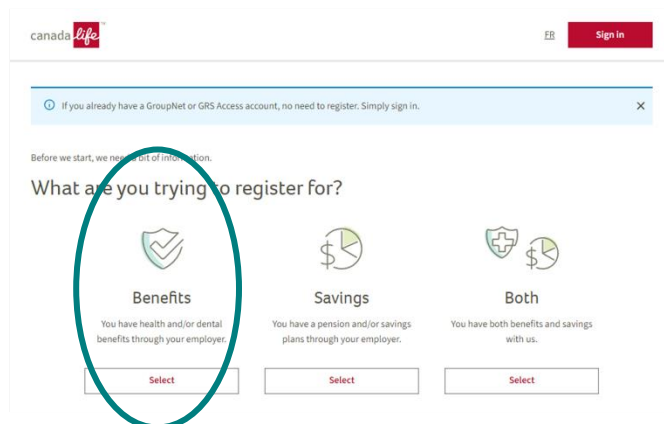 canada life™
FR
Sign in
If you already have a GroupNet or GRS Access account, no need to register. Simply sign in.
Before we start, we need bit of information.
What are you trying to register for?
Benefits
Savings
Both
You have health and/or dental
benefits through your employer.
You have a pension and/or savings
plans through your employer.
You have both benefits and savings
with us.
Select
Select
Select